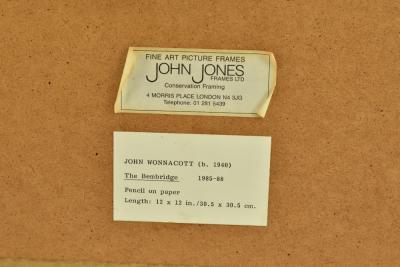 FINE ART PICTURE FRAMES
JOHN JONES
FRAMES LTD
Conservation Framing
4 MORRIS PLACE LONDON N4 3JG
Telephone: 01 281 5439
JOHN WONNACOTT (b. 1940)
The Bembridge 1985-88
Pencil on paper
Length: 12 x 12 in./30.5 x 30.5 cm.